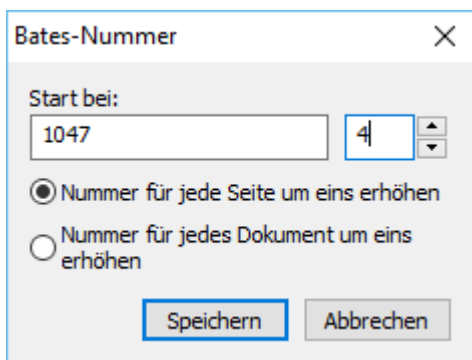 Bates-Nummer
Start bei:
1047 4
Nummer für jede Seite um eins erhöhen
Nummer für jedes Dokument um eins
erhöhen
Speichern Abbrechen